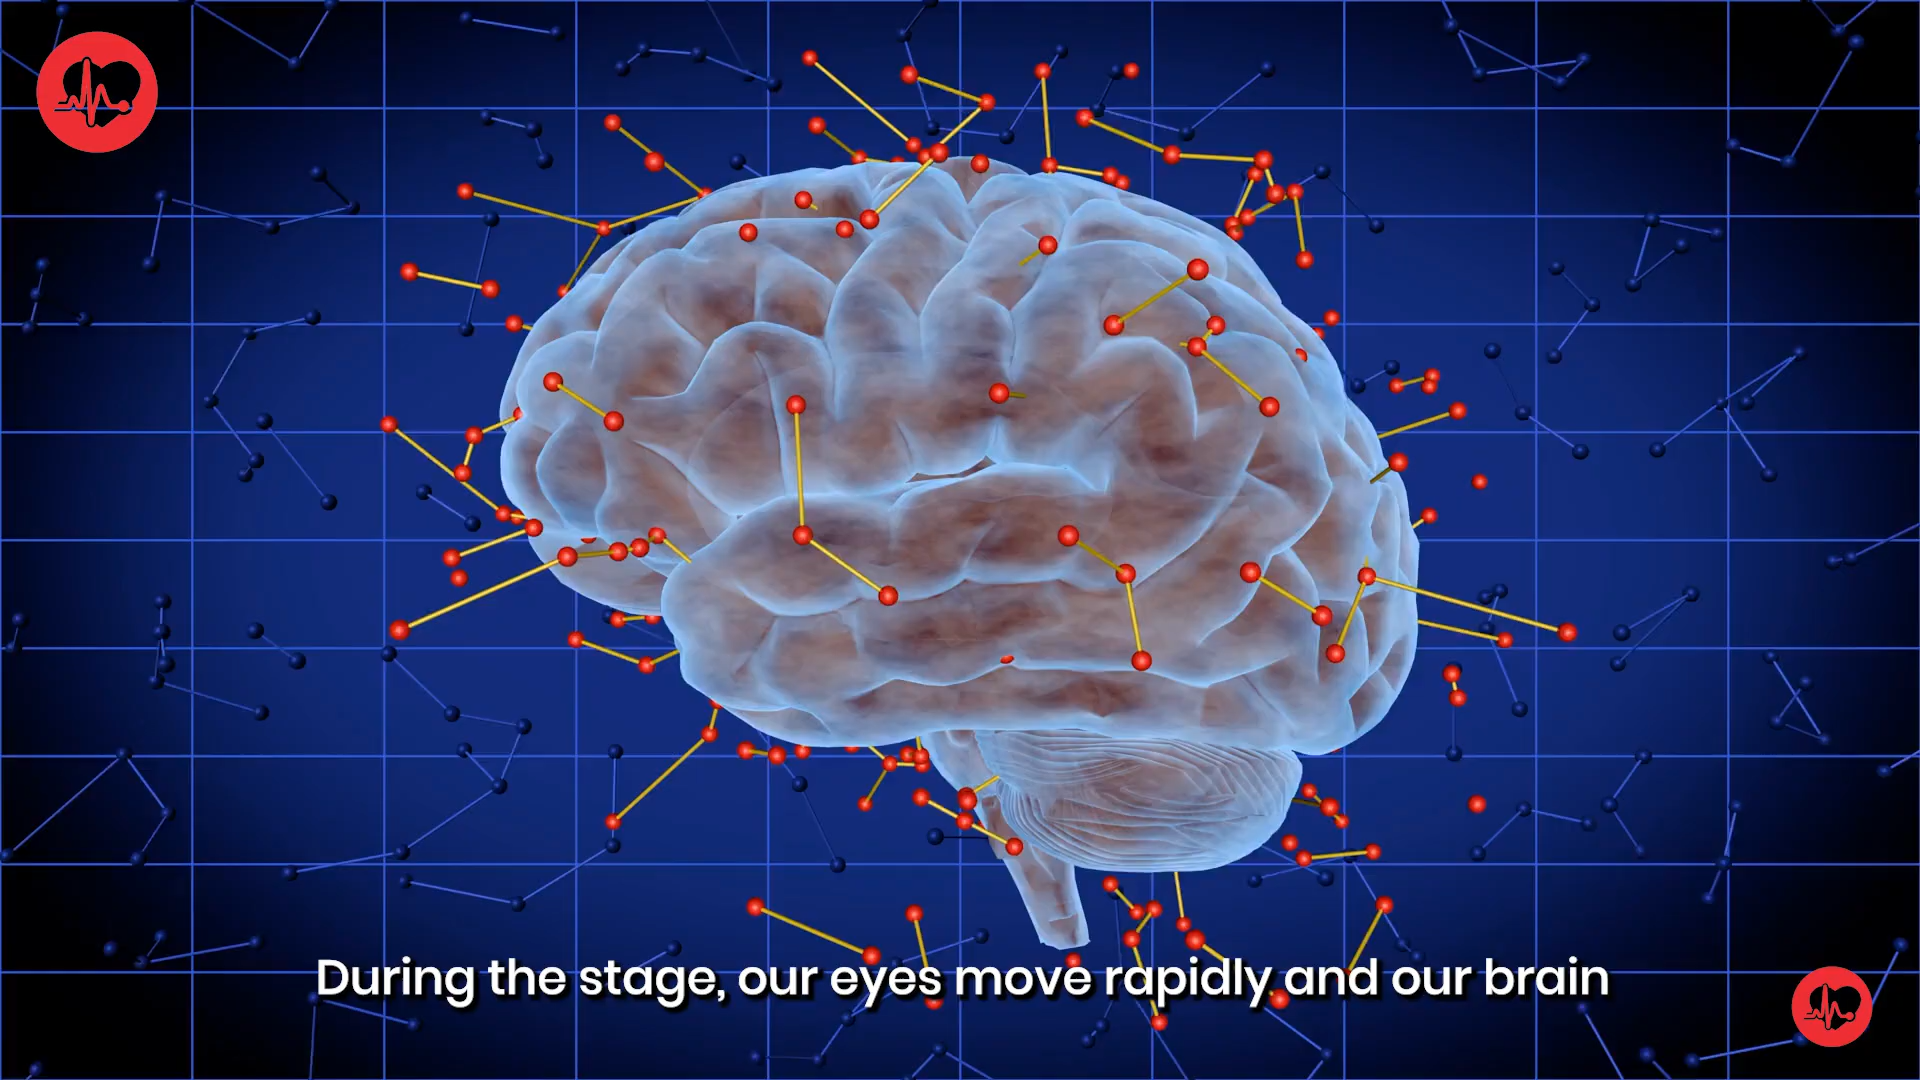 During the stage, our eyes move rapidly and our brain